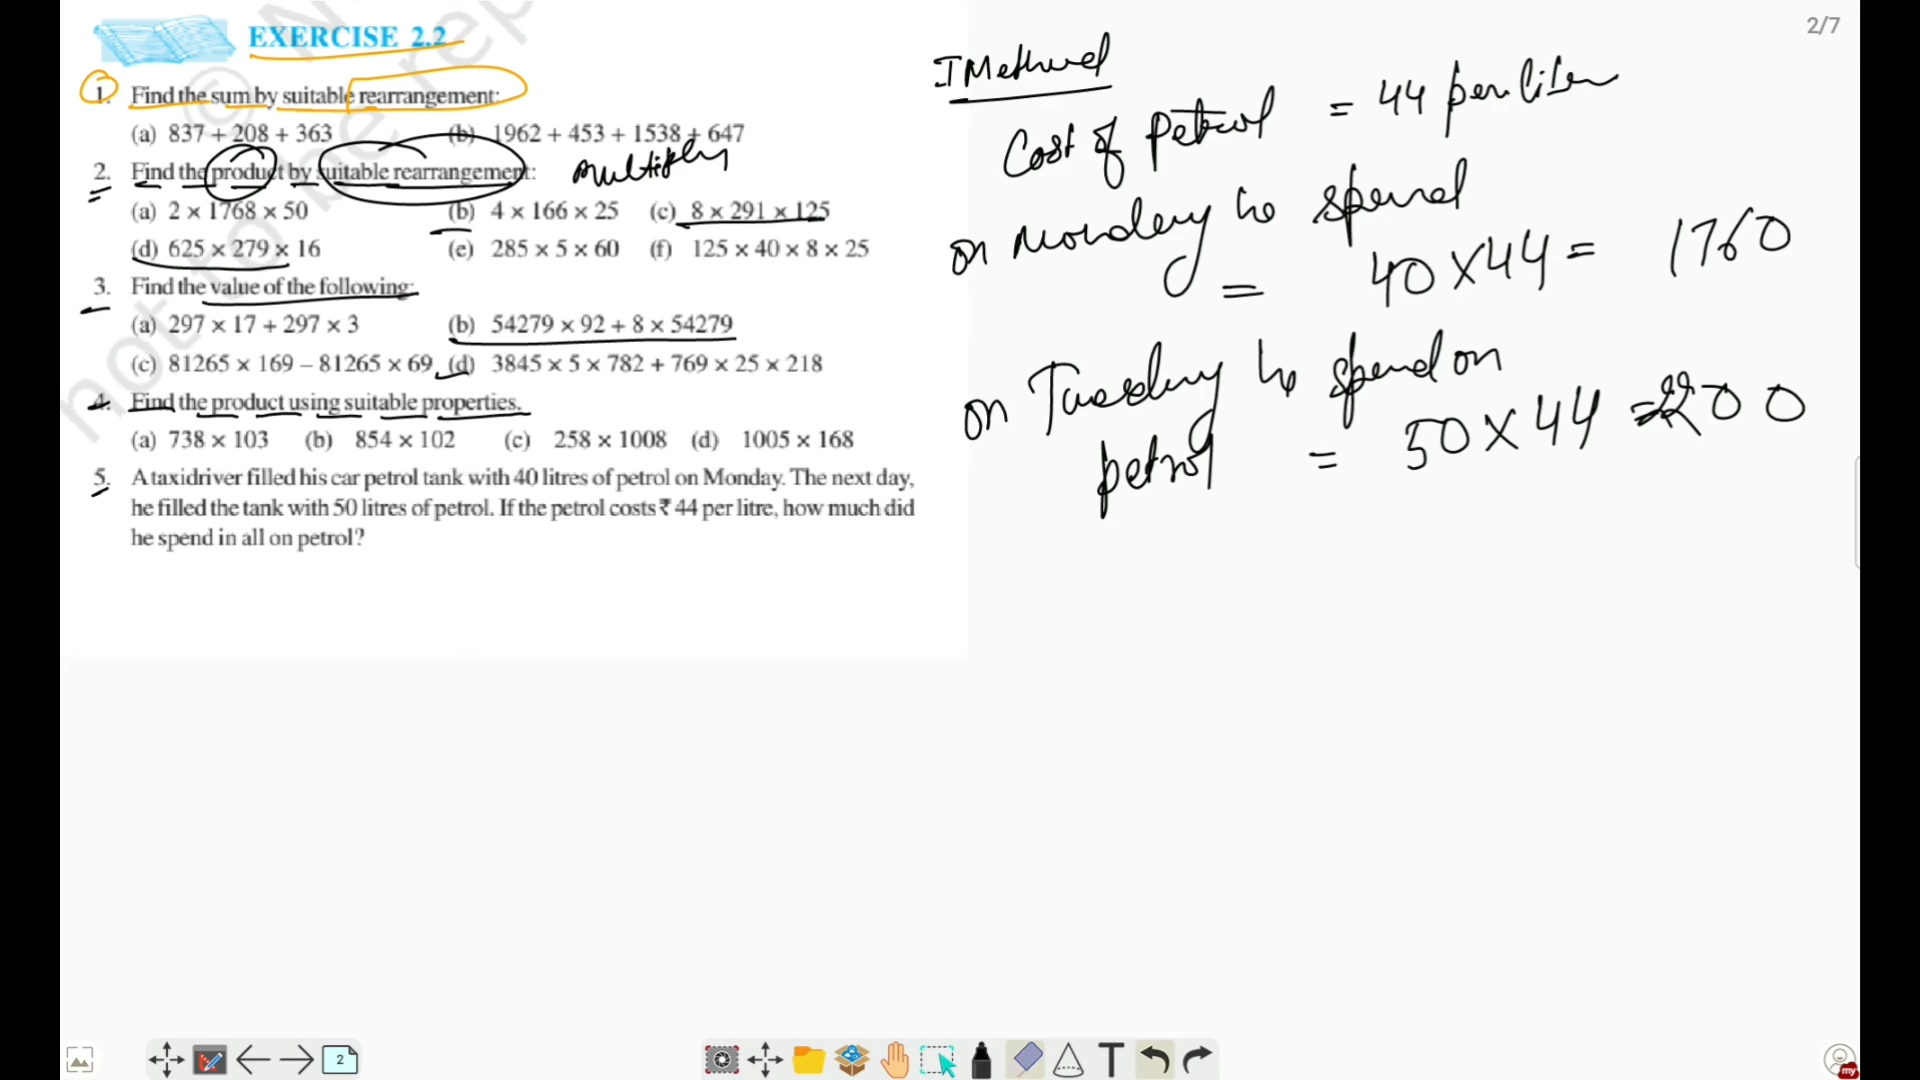 2/7
EXERCISE 2.2
1. Find the sum by suitable rearrangement:
(a) 837 + 208 + 363 (b) 1962 + 453 + 1538 + 647
2. Find the product by suitable rearrangement: multiply
(a) 2 × 1768 × 50 (b) 4 × 166 × 25 (c) 8 × 291 × 125
(d) 625 × 279 × 16 (e) 285 × 5 × 60 (f) 125 × 40 × 8 × 25
3. Find the value of the following:
(a) 297 × 17 + 297 × 3 (b) 54279 × 92 + 8 × 54279
(c) 81265 × 169 – 81265 × 69 (d) 3845 × 5 × 782 + 769 × 25 × 218
4. Find the product using suitable properties.
(a) 738 × 103 (b) 854 × 102 (c) 258 × 1008 (d) 1005 × 168
5. A taxidriver filled his car petrol tank with 40 litres of petrol on Monday. The next day,
he filled the tank with 50 litres of petrol. If the petrol costs ₹ 44 per litre, how much did
he spend in all on petrol?
I Method
Cost of Petrol = 44 per liter
on Monday he spend
= 40 × 44 = 1760
on Tuesday he spend on
petrol = 50 × 44 = 2200
not to be rep
© N
2
T
my